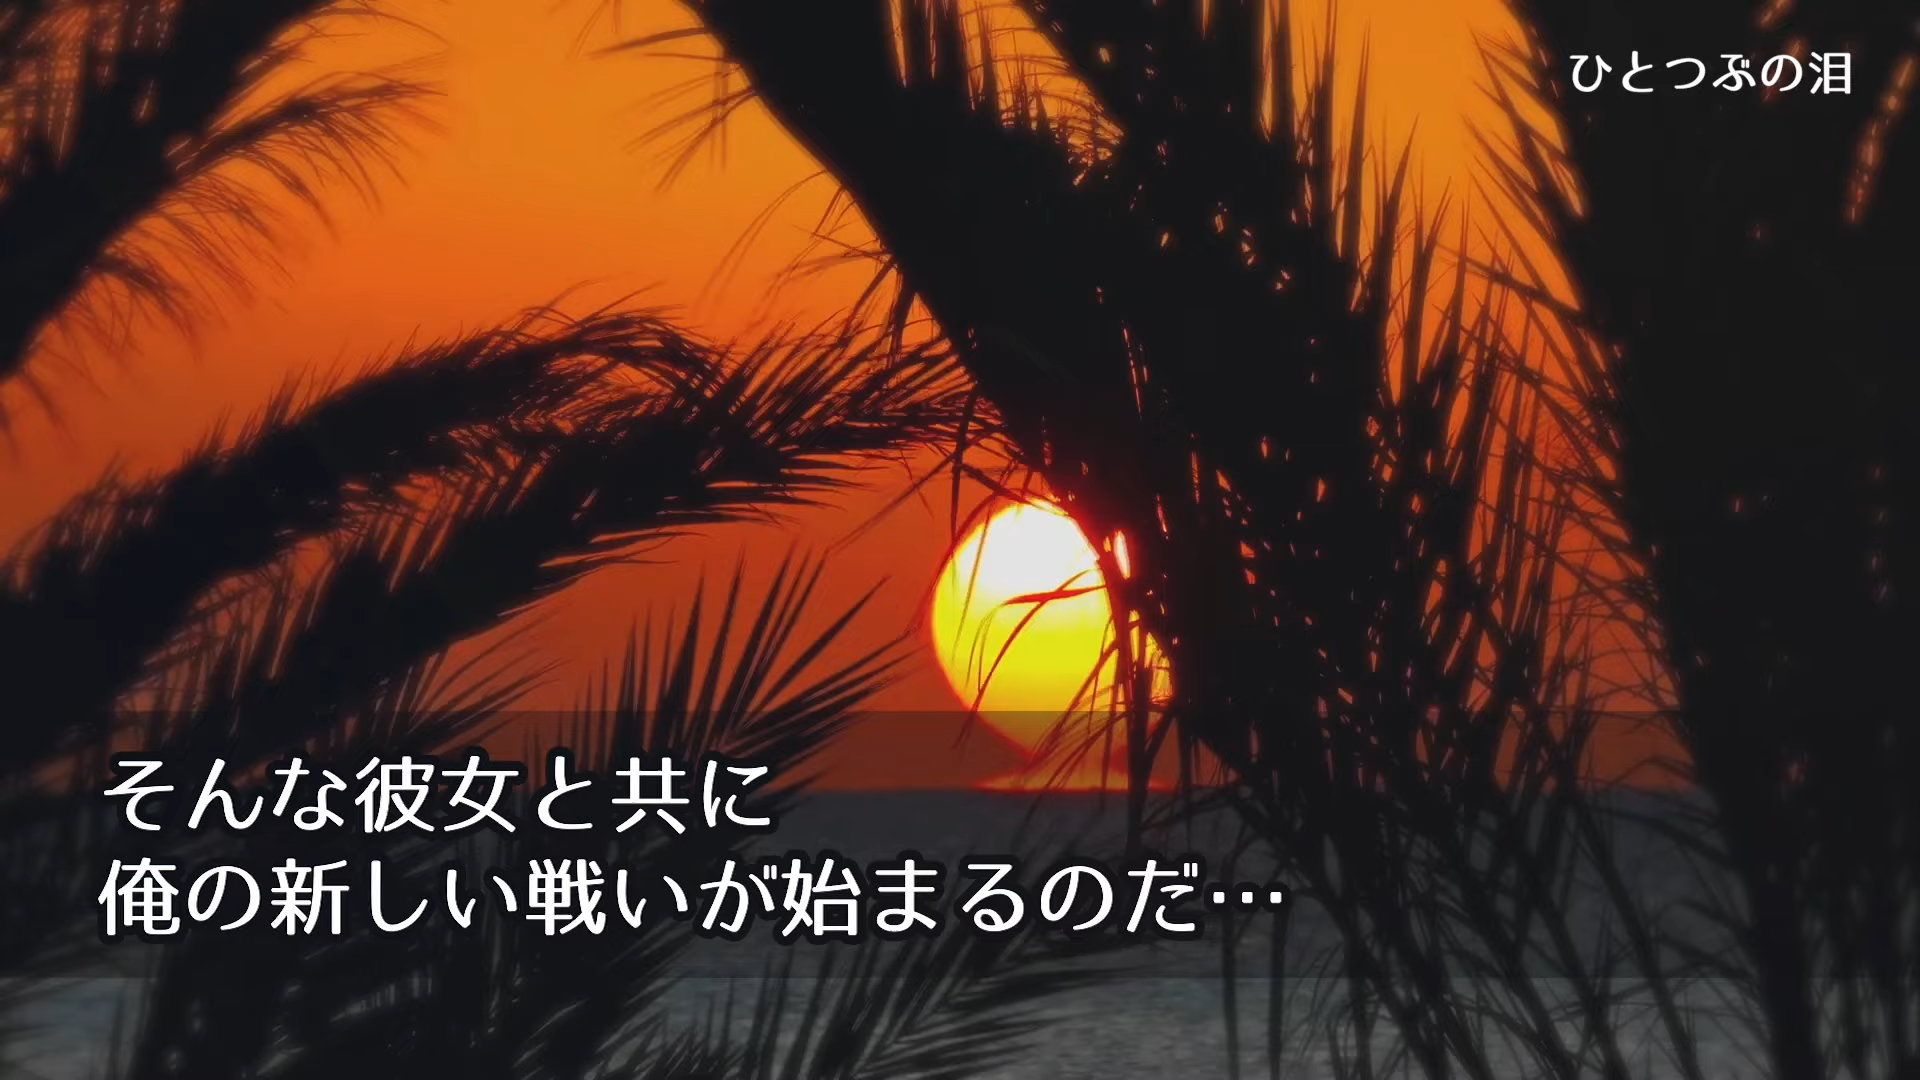 ひとつぶの泪
そんな彼女と共に
俺の新しい戦いが始まるのだ…